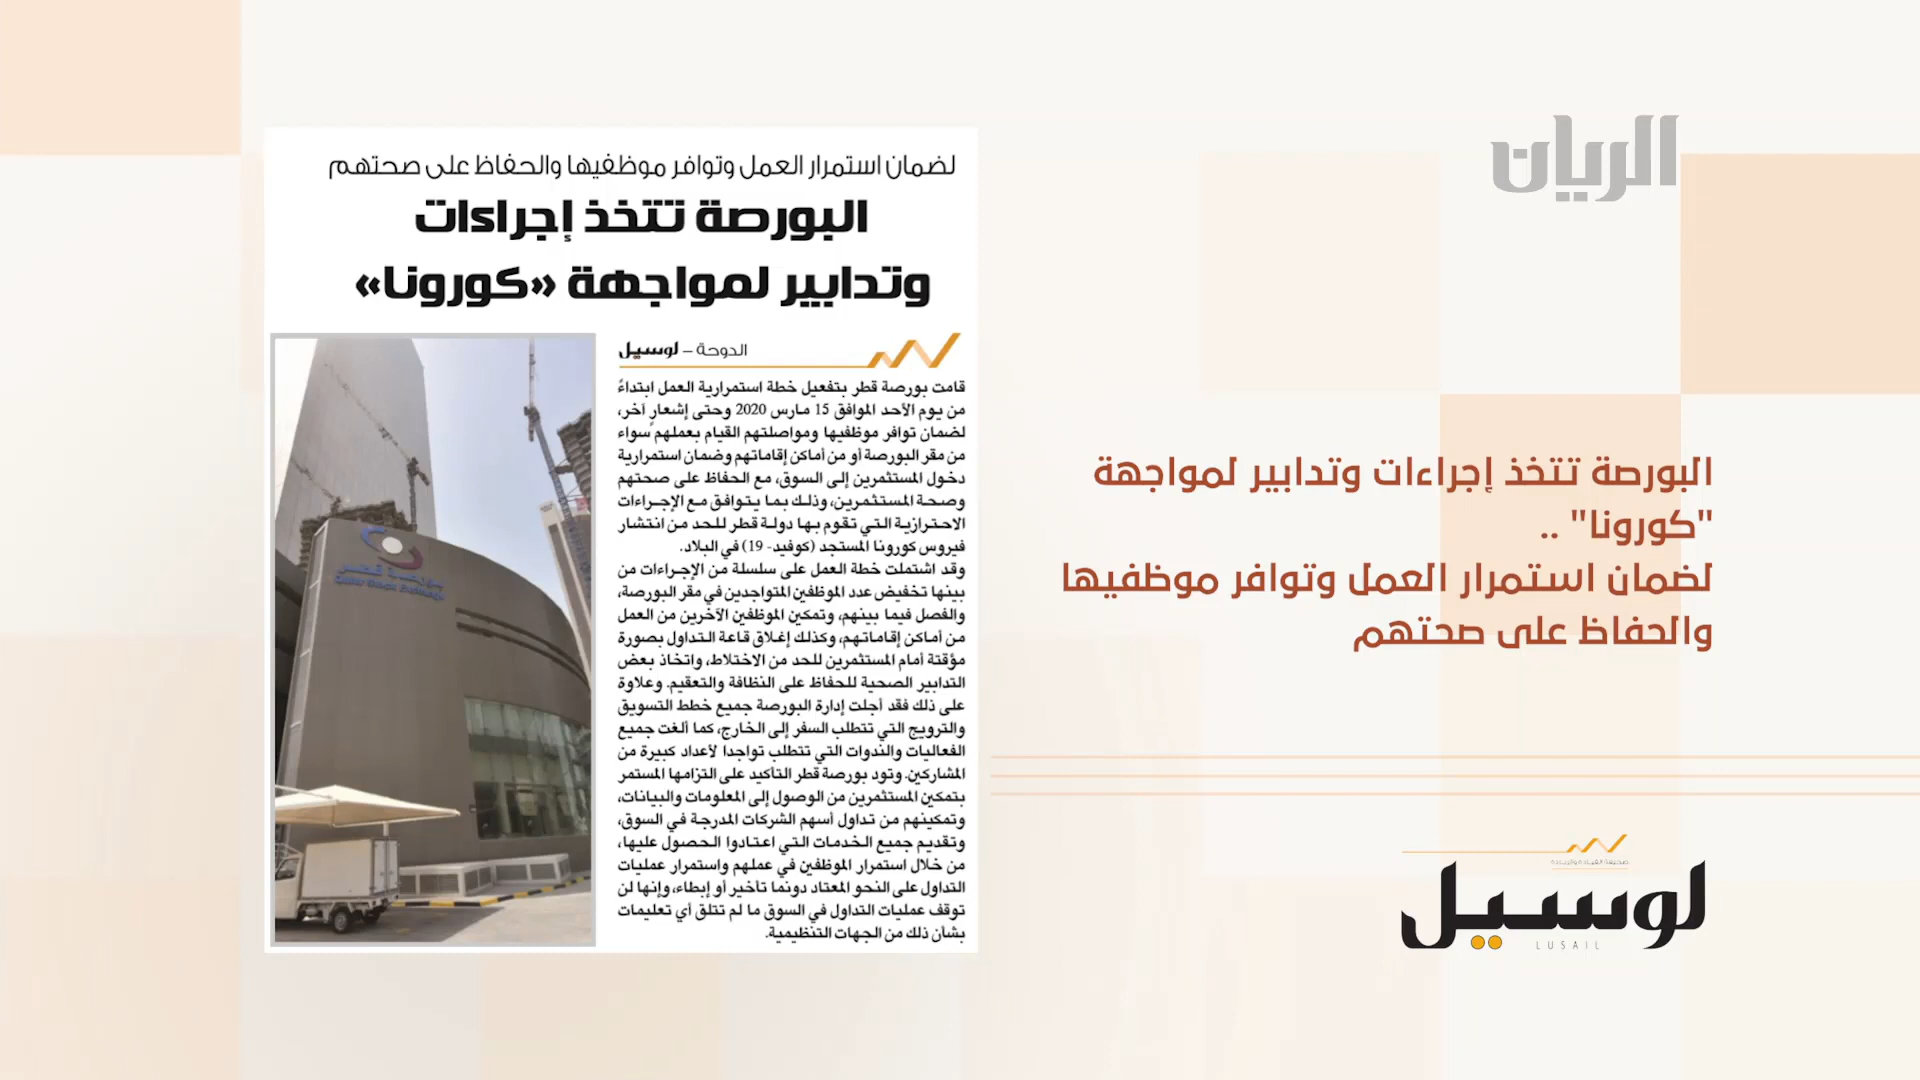 الريان
لضمان استمرار العمل وتوافر موظفيها والحفاظ على صحتهم
البورصة تتخذ إجراءات
وتدابير لمواجهة «كورونا»
الدوحة – لوسيل
قامت بورصة قطر بتفعيل خطة استمرارية العمل ابتداءً
من يوم الأحد الموافق 15 مارس 2020 وحتى إشعارٍ آخر،
لضمان توافر موظفيها ومواصلتهم القيام بعملهم سواء
من مقر البورصة أو من أماكن إقاماتهم وضمان استمرارية
دخول المستثمرين إلى السوق، مع الحفاظ على صحتهم
وصحة المستثمرين، وذلك بما يتوافق مع الإجراءات
الاحترازية التي تقوم بها دولة قطر للحد من انتشار
فيروس كورونا المستجد (كوفيد- 19) في البلاد.
وقد اشتملت خطة العمل على سلسلة من الإجراءات من
بينها تخفيض عدد الموظفين المتواجدين في مقر البورصة،
والفصل فيما بينهم، وتمكين الموظفين الآخرين من العمل
من أماكن إقاماتهم، وكذلك إغلاق قاعة التداول بصورة
مؤقتة أمام المستثمرين للحد من الاختلاط، واتخاذ بعض
التدابير الصحية للحفاظ على النظافة والتعقيم. وعلاوة
على ذلك فقد أجلت إدارة البورصة جميع خطط التسويق
والترويج التي تتطلب السفر إلى الخارج، كما ألغت جميع
الفعاليات والندوات التي تتطلب تواجدا لأعداد كبيرة من
المشاركين. وتود بورصة قطر التأكيد على التزامها المستمر
بتمكين المستثمرين من الوصول إلى المعلومات والبيانات،
وتمكينهم من تداول أسهم الشركات المدرجة في السوق،
وتقديم جميع الخدمات التي اعتادوا الحصول عليها،
من خلال استمرار الموظفين في عملهم واستمرار عمليات
التداول على النحو المعتاد دونما تأخير أو إبطاء، وإنها لن
توقف عمليات التداول في السوق ما لم تتلق أي تعليمات
بشأن ذلك من الجهات التنظيمية.
بورصة قطر
Qatar Stock Exchange
البورصة تتخذ إجراءات وتدابير لمواجهة
"كورونا" ..
لضمان استمرار العمل وتوافر موظفيها
والحفاظ على صحتهم
لوسيل
LUSAIL